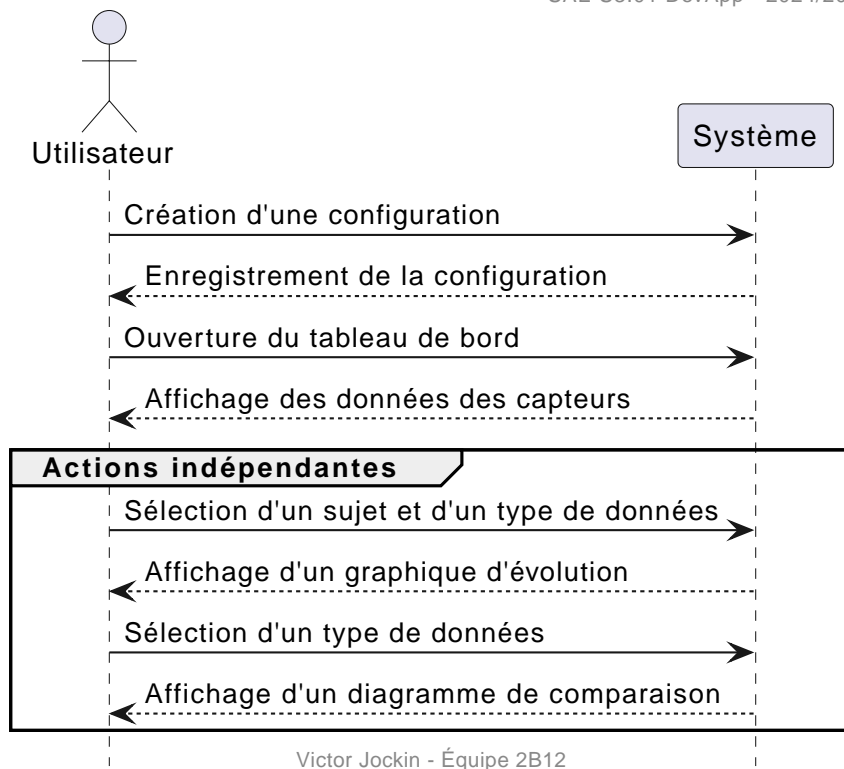 Utilisateur
Système
Création d'une configuration
Enregistrement de la configuration
Ouverture du tableau de bord
Affichage des données des capteurs
Actions indépendantes
Sélection d'un sujet et d'un type de données
Affichage d'un graphique d'évolution
Sélection d'un type de données
Affichage d'un diagramme de comparaison
Victor Jockin - Équipe 2B12